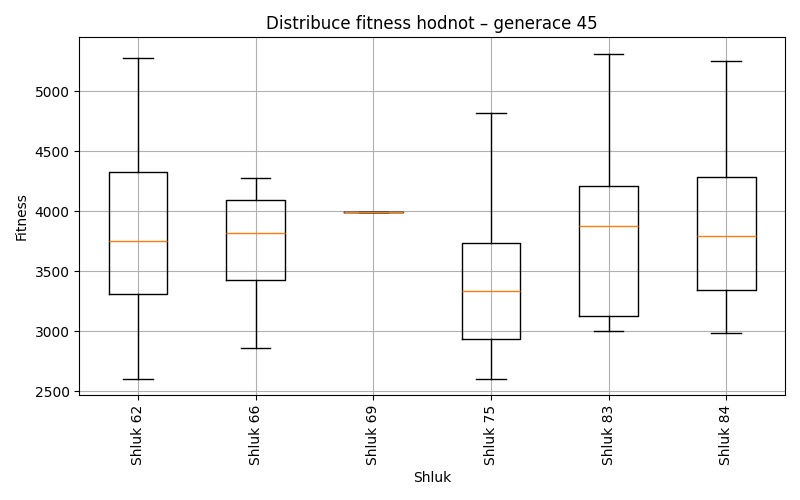 Distribuce fitness hodnot – generace 45
Fitness
5000
4500
4000
3500
3000
2500
Shluk 62
Shluk 66
Shluk 69
Shluk 75
Shluk 83
Shluk 84
Shluk